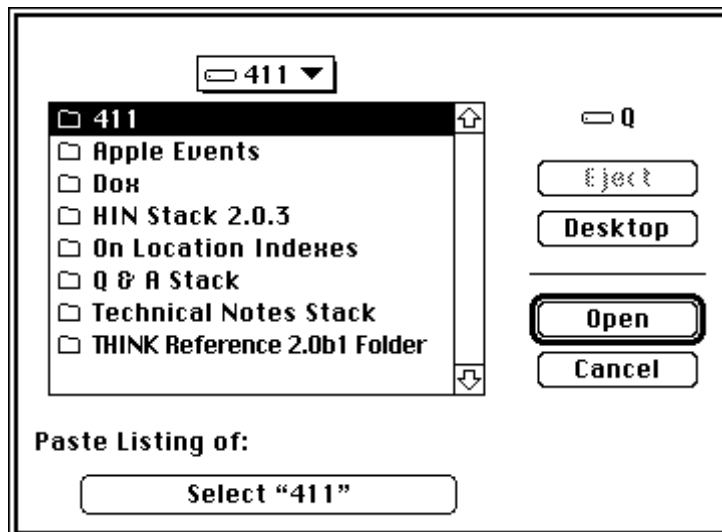 411
411
Apple Events
Dox
HIN Stack 2.0.3
On Location Indexes
Q & A Stack
Technical Notes Stack
THINK Reference 2.0b1 Folder
Q
Eject
Desktop
Open
Cancel
Paste Listing of:
Select “411”